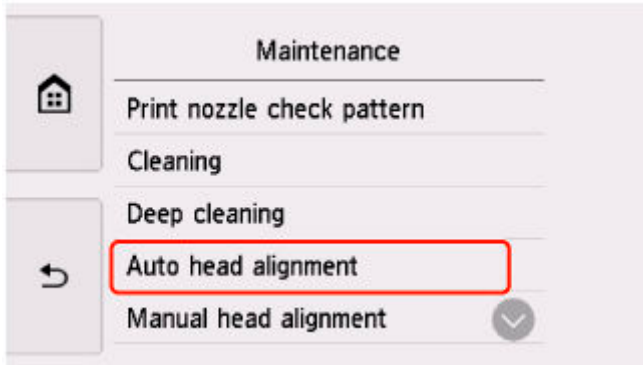 Maintenance
Print nozzle check pattern
Cleaning
Deep cleaning
Auto head alignment
Manual head alignment